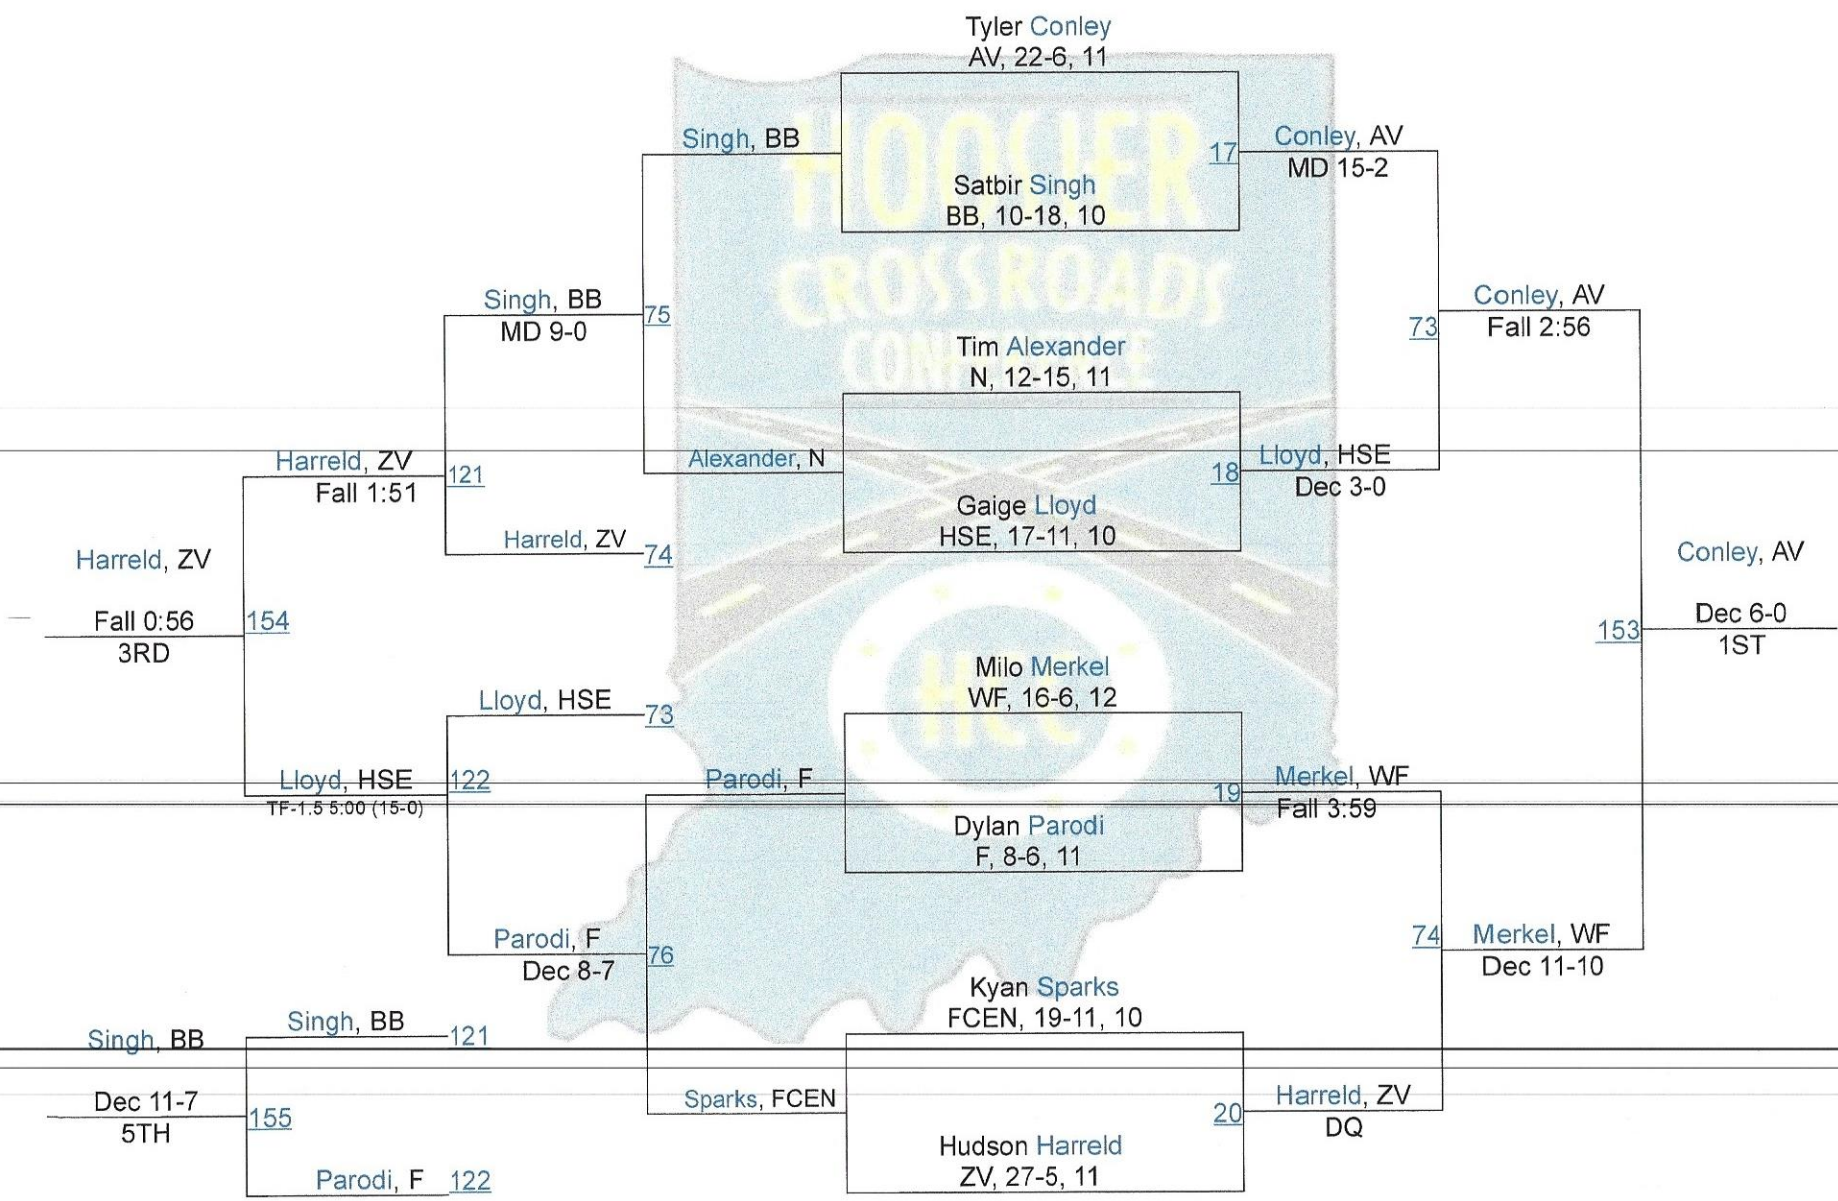 Tyler Conley
AV, 22-6, 11
HOOSIER
CROSSROADS
CONFERENCE
HCC
Singh, BB
17
Conley, AV
MD 15-2
Satbir Singh
BB, 10-18, 10
Singh, BB
MD 9-0
75
Conley, AV
Fall 2:56
73
Tim Alexander
N, 12-15, 11
Harreld, ZV
Fall 1:51
121
Alexander, N
18
Lloyd, HSE
Dec 3-0
Gaige Lloyd
HSE, 17-11, 10
Harreld, ZV
74
Harreld, ZV
Fall 0:56
3RD
154
Conley, AV
Dec 6-0
1ST
153
Milo Merkel
WF, 16-6, 12
Lloyd, HSE
73
Lloyd, HSE
TF-1.5 5:00 (15-0)
122
Parodi, F
19
Merkel, WF
Fall 3:59
Dylan Parodi
F, 8-6, 11
Parodi, F
Dec 8-7
76
74
Merkel, WF
Dec 11-10
Kyan Sparks
FCEN, 19-11, 10
Singh, BB
121
Singh, BB
Dec 11-7
5TH
155
Sparks, FCEN
20
Harreld, ZV
DQ
Hudson Harreld
ZV, 27-5, 11
Parodi, F
122